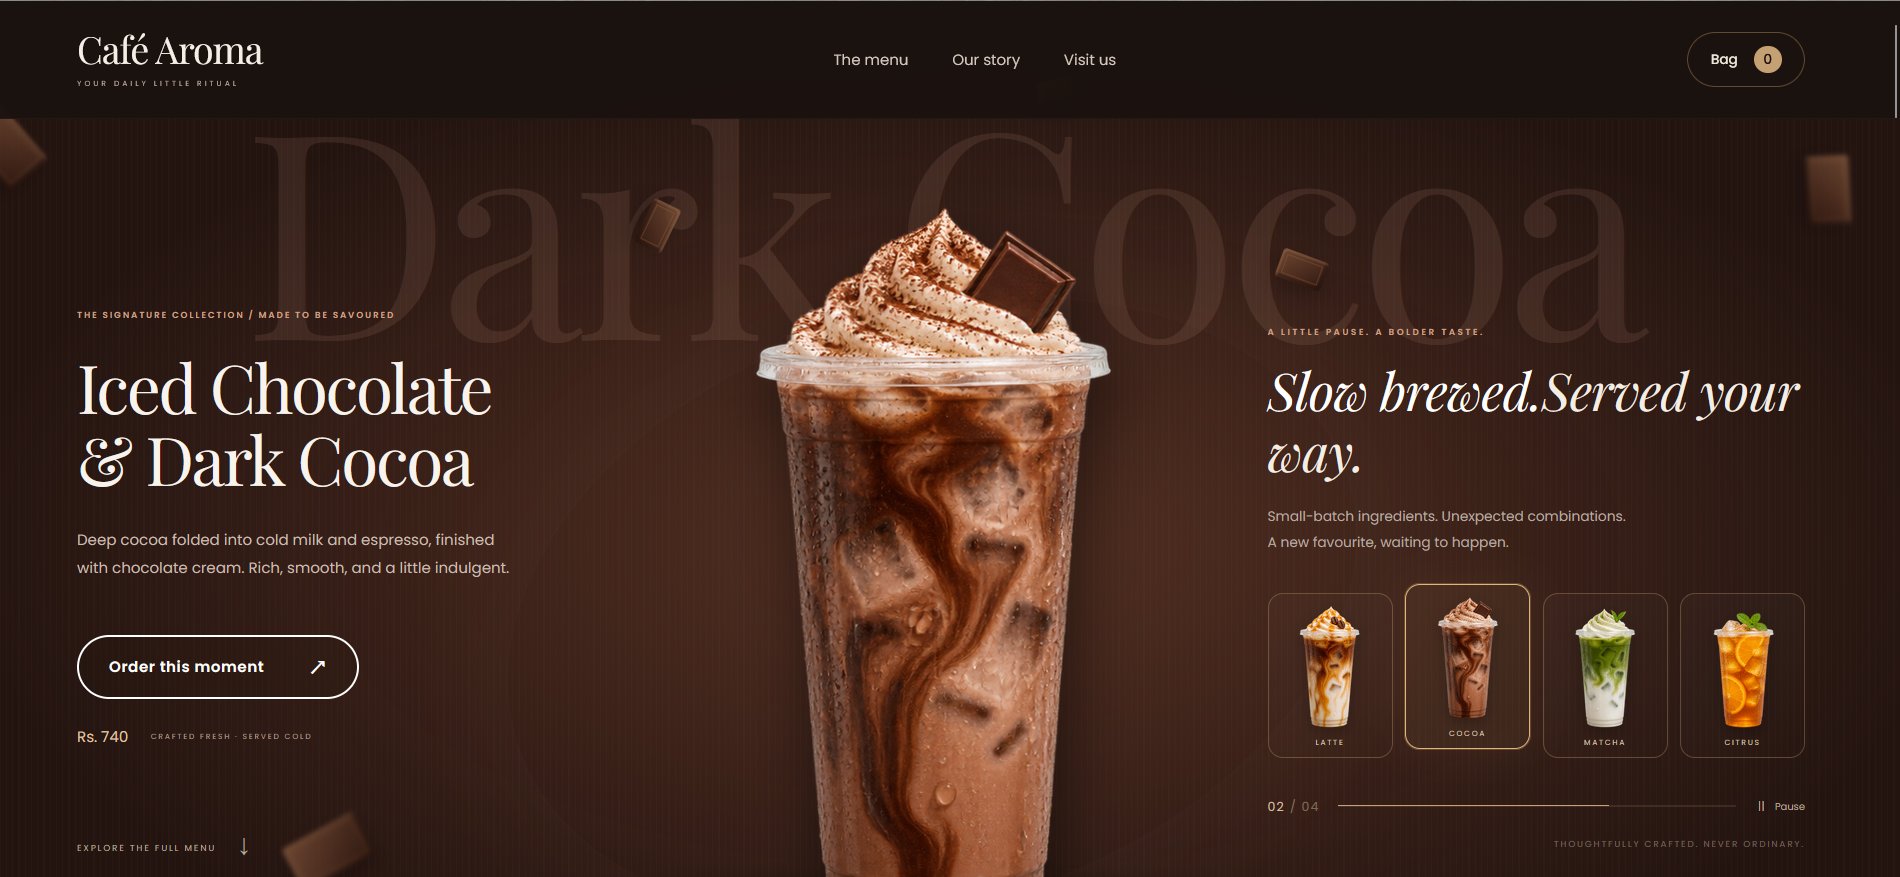 Café Aroma
YOUR DAILY LITTLE RITUAL
The menu
Our story
Visit us
Bag 0
Dark Cocoa
THE SIGNATURE COLLECTION / MADE TO BE SAVOURED
Iced Chocolate
& Dark Cocoa
Deep cocoa folded into cold milk and espresso, finished
with chocolate cream. Rich, smooth, and a little indulgent.
Order this moment ↗
Rs. 740
CRAFTED FRESH · SERVED COLD
EXPLORE THE FULL MENU ↓
A LITTLE PAUSE. A BOLDER TASTE.
Slow brewed.Served your
way.
Small-batch ingredients. Unexpected combinations.
A new favourite, waiting to happen.
LATTE
COCOA
MATCHA
CITRUS
02 / 04
Pause
THOUGHTFULLY CRAFTED. NEVER ORDINARY.